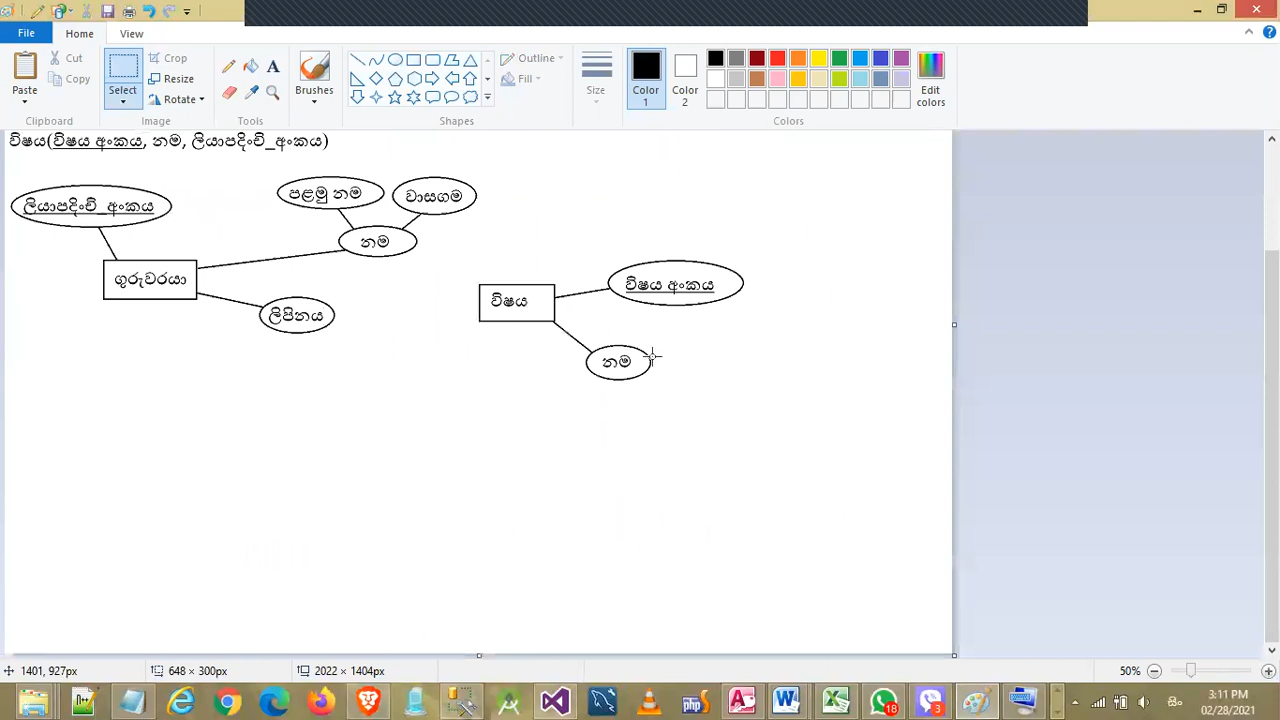 File
Home
View
Paste
Cut
Copy
Clipboard
Select
Crop
Resize
Rotate
Image
Tools
Brushes
Shapes
Outline
Fill
Size
Color
1
Color
2
Edit
colors
Colors
විෂය(විෂය අංකය, නම, ලියාපදිංචි_අංකය)
ලියාපදිංචි_අංකය
පළමු නම
වාසගම
නම
ගුරුවරයා
ලිපිනය
විෂය
විෂය අංකය
නම
1401, 927px
648 × 300px
2022 × 1404px
50%
php
18
3
3:11 PM
02/28/2021